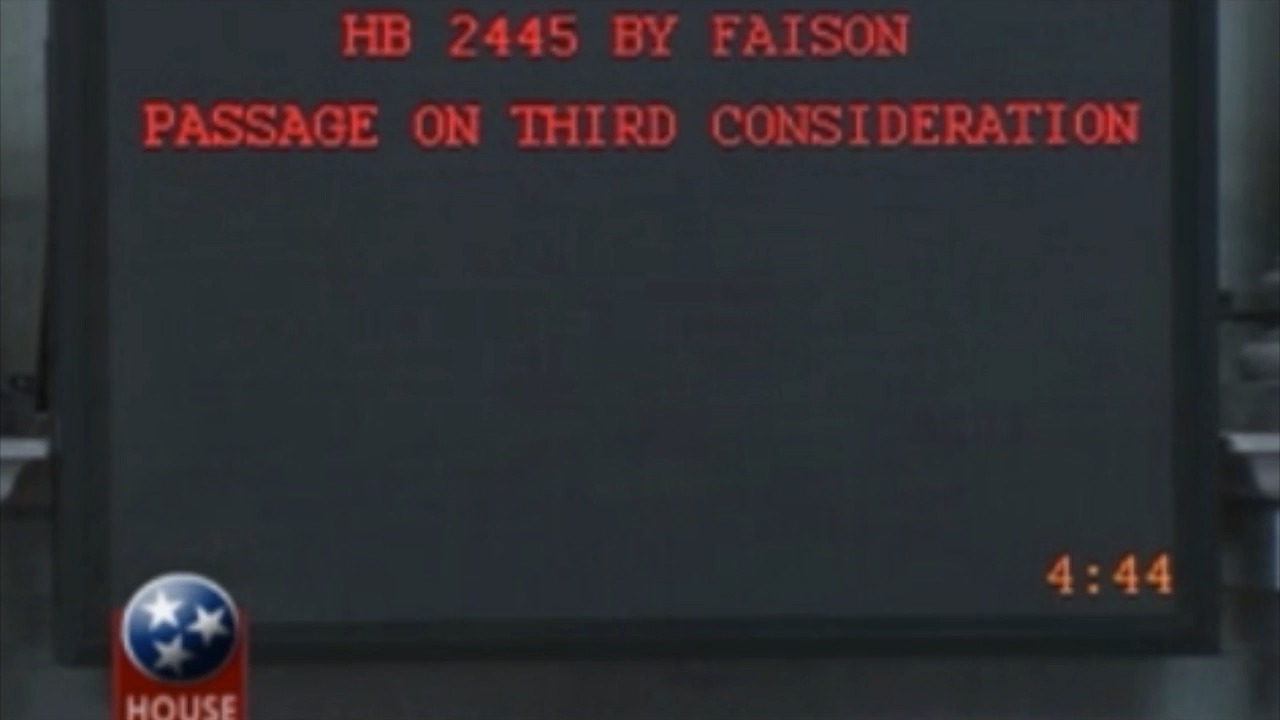 HB 2445 BY FAISON
PASSAGE ON THIRD CONSIDERATION
4:44
HOUSE